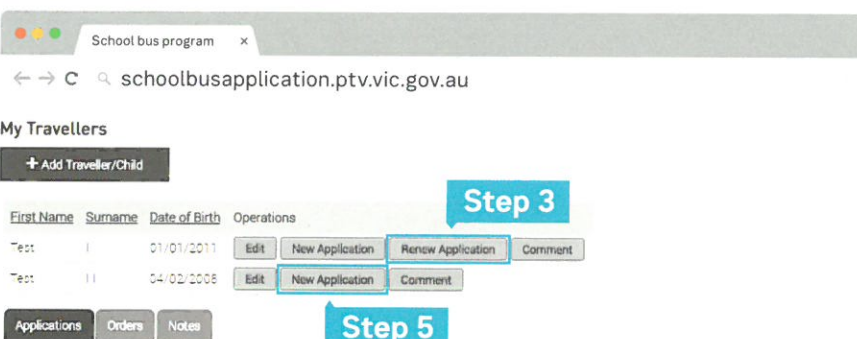 School bus program ×
schoolbusapplication.ptv.vic.gov.au
My Travellers
+ Add Traveller/Child
Step 3
First Name Surname Date of Birth Operations
Test I 01/01/2011 Edit New Application Renew Application Comment
Test II 04/02/2008 Edit New Application Comment
Applications Orders Notes
Step 5